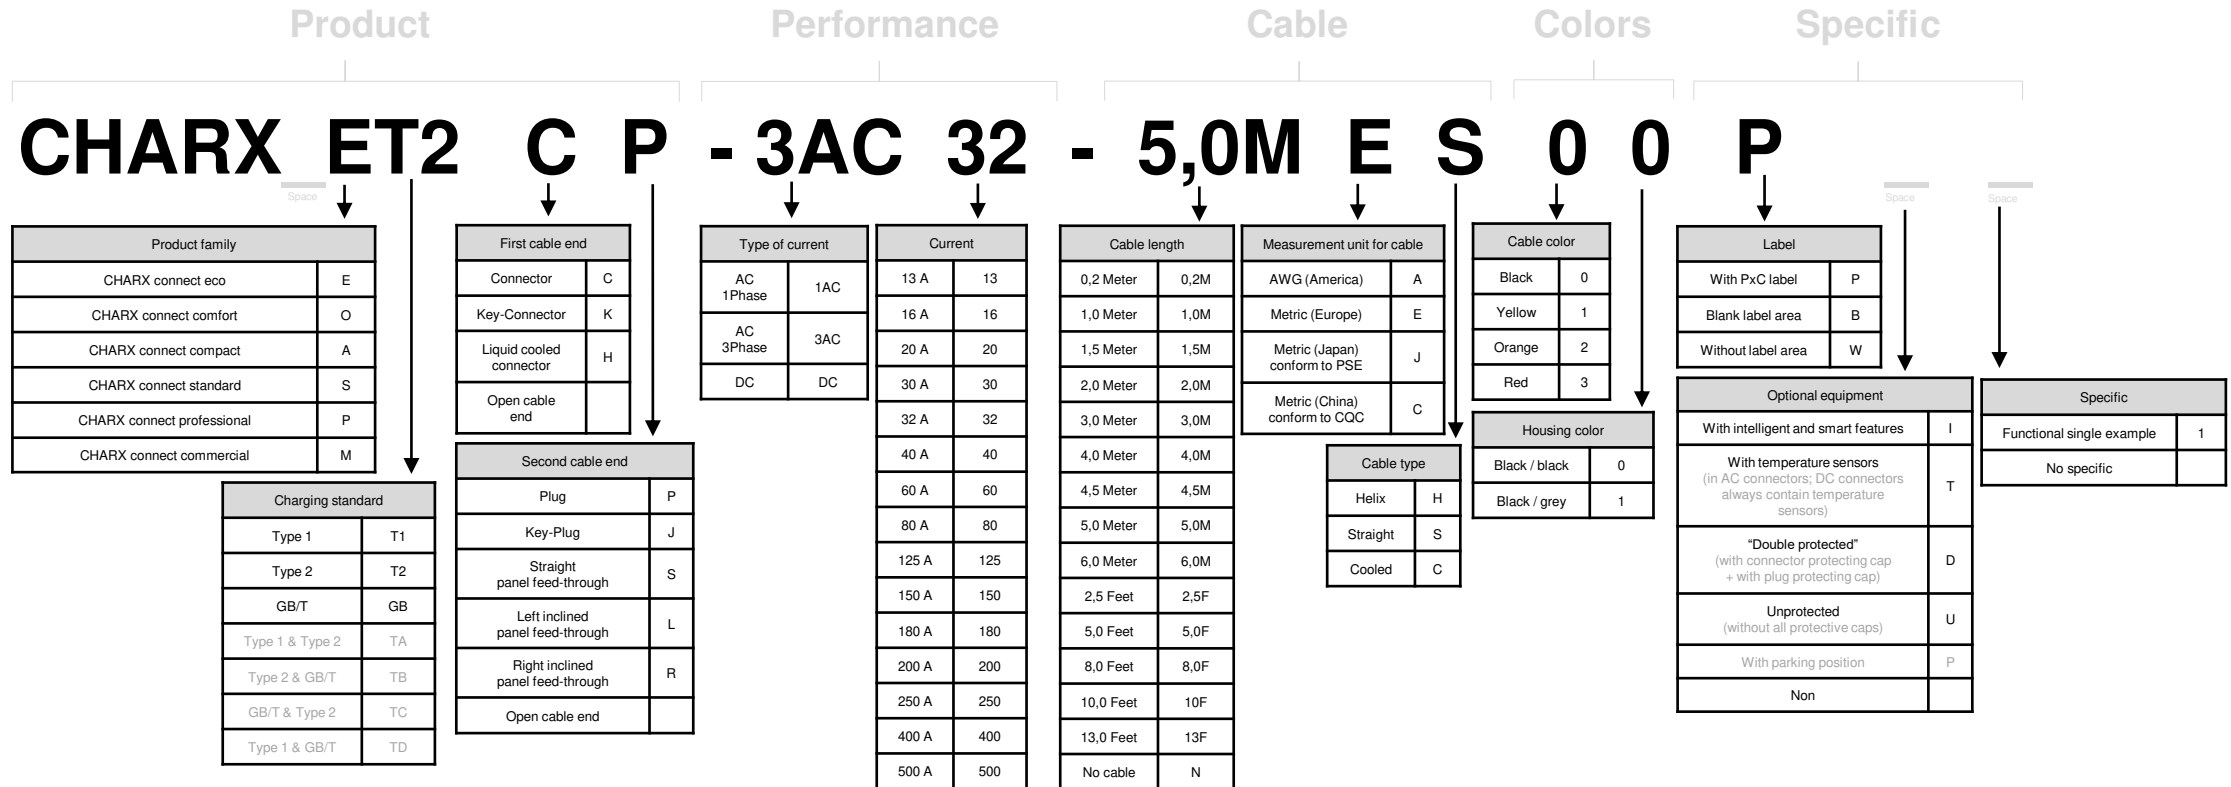 Product Performance Cable Colors Specific
CHARX ET2 C P - 3AC 32 - 5,0M E S 0 0 P
Space
Space
Space
Product family
CHARX connect eco E
CHARX connect comfort O
CHARX connect compact A
CHARX connect standard S
CHARX connect professional P
CHARX connect commercial M
Charging standard
Type 1 T1
Type 2 T2
GB/T GB
Type 1 & Type 2 TA
Type 2 & GB/T TB
GB/T & Type 2 TC
Type 1 & GB/T TD
First cable end
Connector C
Key-Connector K
Liquid cooled
connector H
Open cable
end
Second cable end
Plug P
Key-Plug J
Straight
panel feed-through S
Left inclined
panel feed-through L
Right inclined
panel feed-through R
Open cable end
Type of current
AC
1Phase 1AC
AC
3Phase 3AC
DC DC
Current
13 A 13
16 A 16
20 A 20
30 A 30
32 A 32
40 A 40
60 A 60
80 A 80
125 A 125
150 A 150
180 A 180
200 A 200
250 A 250
400 A 400
500 A 500
Cable length
0,2 Meter 0,2M
1,0 Meter 1,0M
1,5 Meter 1,5M
2,0 Meter 2,0M
3,0 Meter 3,0M
4,0 Meter 4,0M
4,5 Meter 4,5M
5,0 Meter 5,0M
6,0 Meter 6,0M
2,5 Feet 2,5F
5,0 Feet 5,0F
8,0 Feet 8,0F
10,0 Feet 10F
13,0 Feet 13F
No cable N
Measurement unit for cable
AWG (America) A
Metric (Europe) E
Metric (Japan)
conform to PSE J
Metric (China)
conform to CQC C
Cable type
Helix H
Straight S
Cooled C
Cable color
Black 0
Yellow 1
Orange 2
Red 3
Housing color
Black / black 0
Black / grey 1
Label
With PxC label P
Blank label area B
Without label area W
Optional equipment
With intelligent and smart features I
With temperature sensors
(in AC connectors; DC connectors
always contain temperature
sensors) T
“Double protected”
(with connector protecting cap
+ with plug protecting cap) D
Unprotected
(without all protective caps) U
With parking position P
Non
Specific
Functional single example 1
No specific